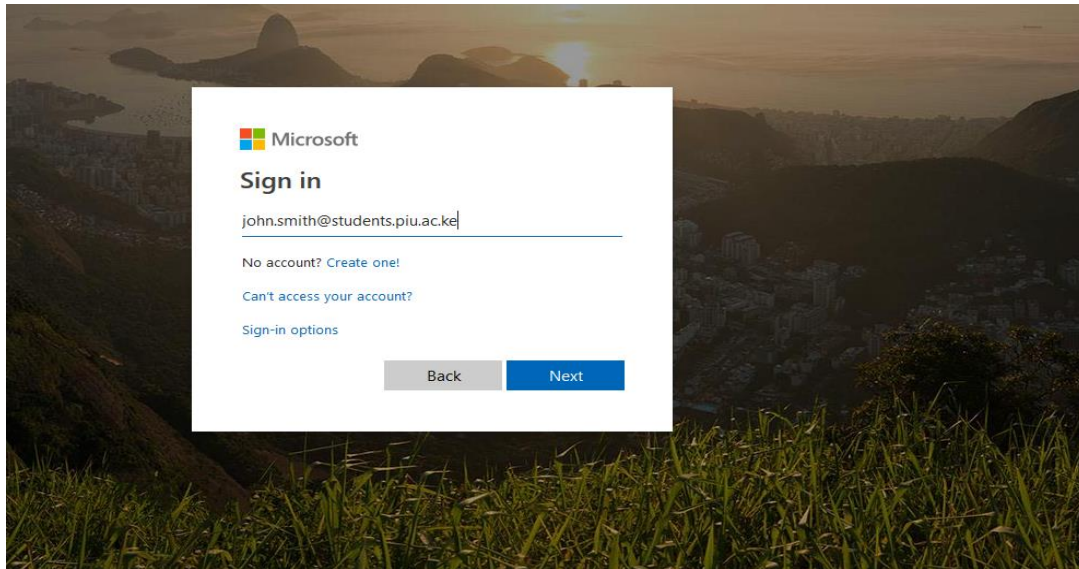 Microsoft
Sign in
john.smith@students.piu.ac.ke
No account? Create one!
Can't access your account?
Sign-in options
Back Next